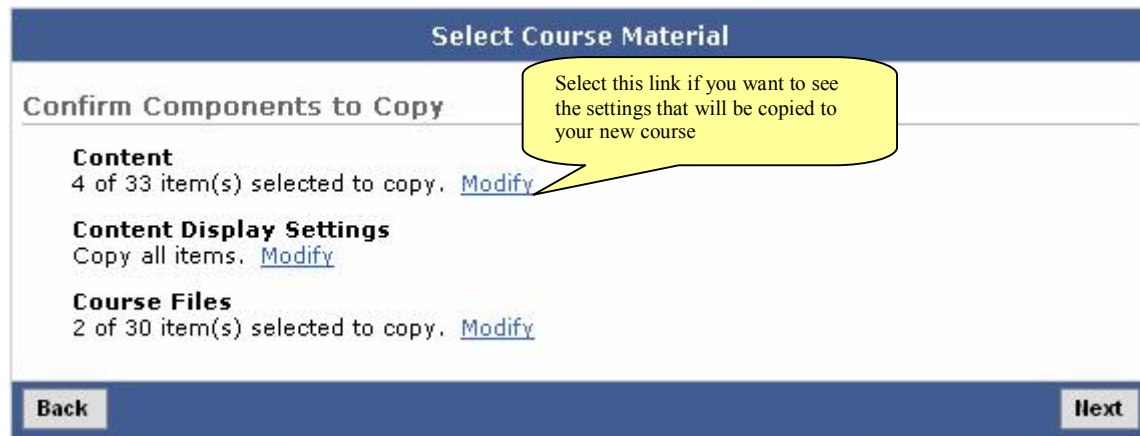 Select Course Material
Select this link if you want to see
the settings that will be copied to
your new course
Confirm Components to Copy
Content
4 of 33 item(s) selected to copy. Modify
Content Display Settings
Copy all items. Modify
Course Files
2 of 30 item(s) selected to copy. Modify
Back
Next